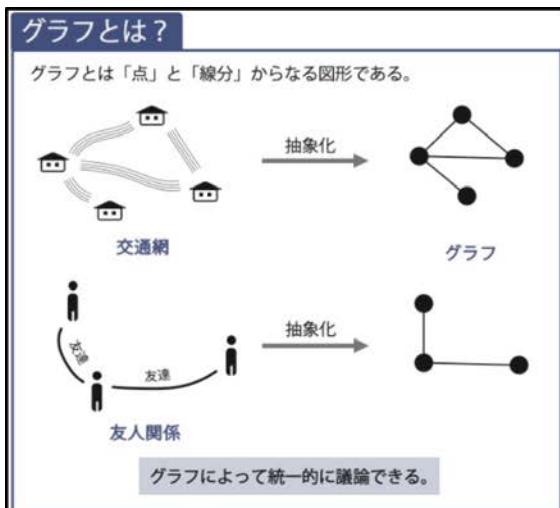 グラフとは？
グラフとは「点」と「線分」からなる図形である。
抽象化
交通網
グラフ
友達
友達
抽象化
友人関係
グラフによって統一的に議論できる。